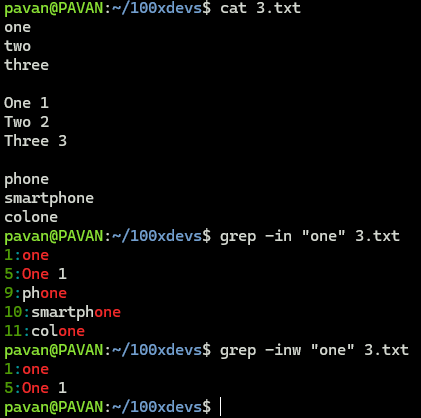 pavan@PAVAN:~/100xdevs$ cat 3.txt
one
two
three

One 1
Two 2
Three 3

phone
smartphone
colone
pavan@PAVAN:~/100xdevs$ grep -in "one" 3.txt
1:one
5:One 1
9:phone
10:smartphone
11:colone
pavan@PAVAN:~/100xdevs$ grep -inw "one" 3.txt
1:one
5:One 1
pavan@PAVAN:~/100xdevs$